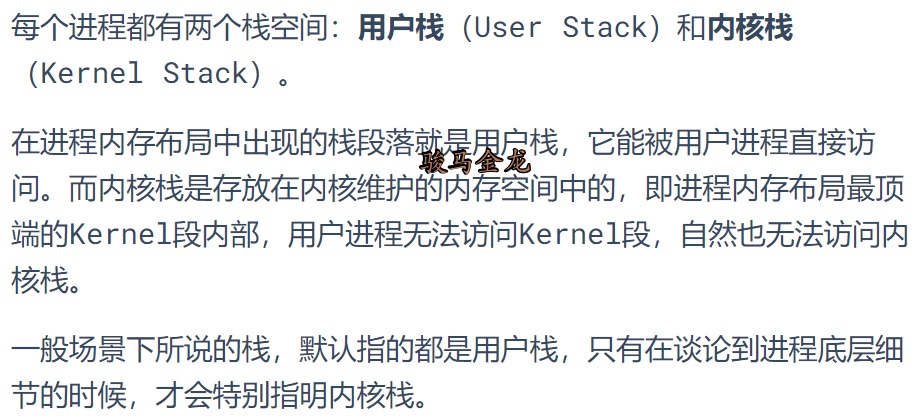 每个进程都有两个栈空间：用户栈（User Stack）和内核栈
（Kernel Stack）。
在进程内存布局中出现的栈段落就是用户栈，它能被用户进程直接访
骏马金龙
问。而内核栈是存放在内核维护的内存空间中的，即进程内存布局最顶
端的Kernel段内部，用户进程无法访问Kernel段，自然也无法访问内
核栈。
一般场景下所说的栈，默认指的都是用户栈，只有在谈论到进程底层细
节的时候，才会特别指明内核栈。